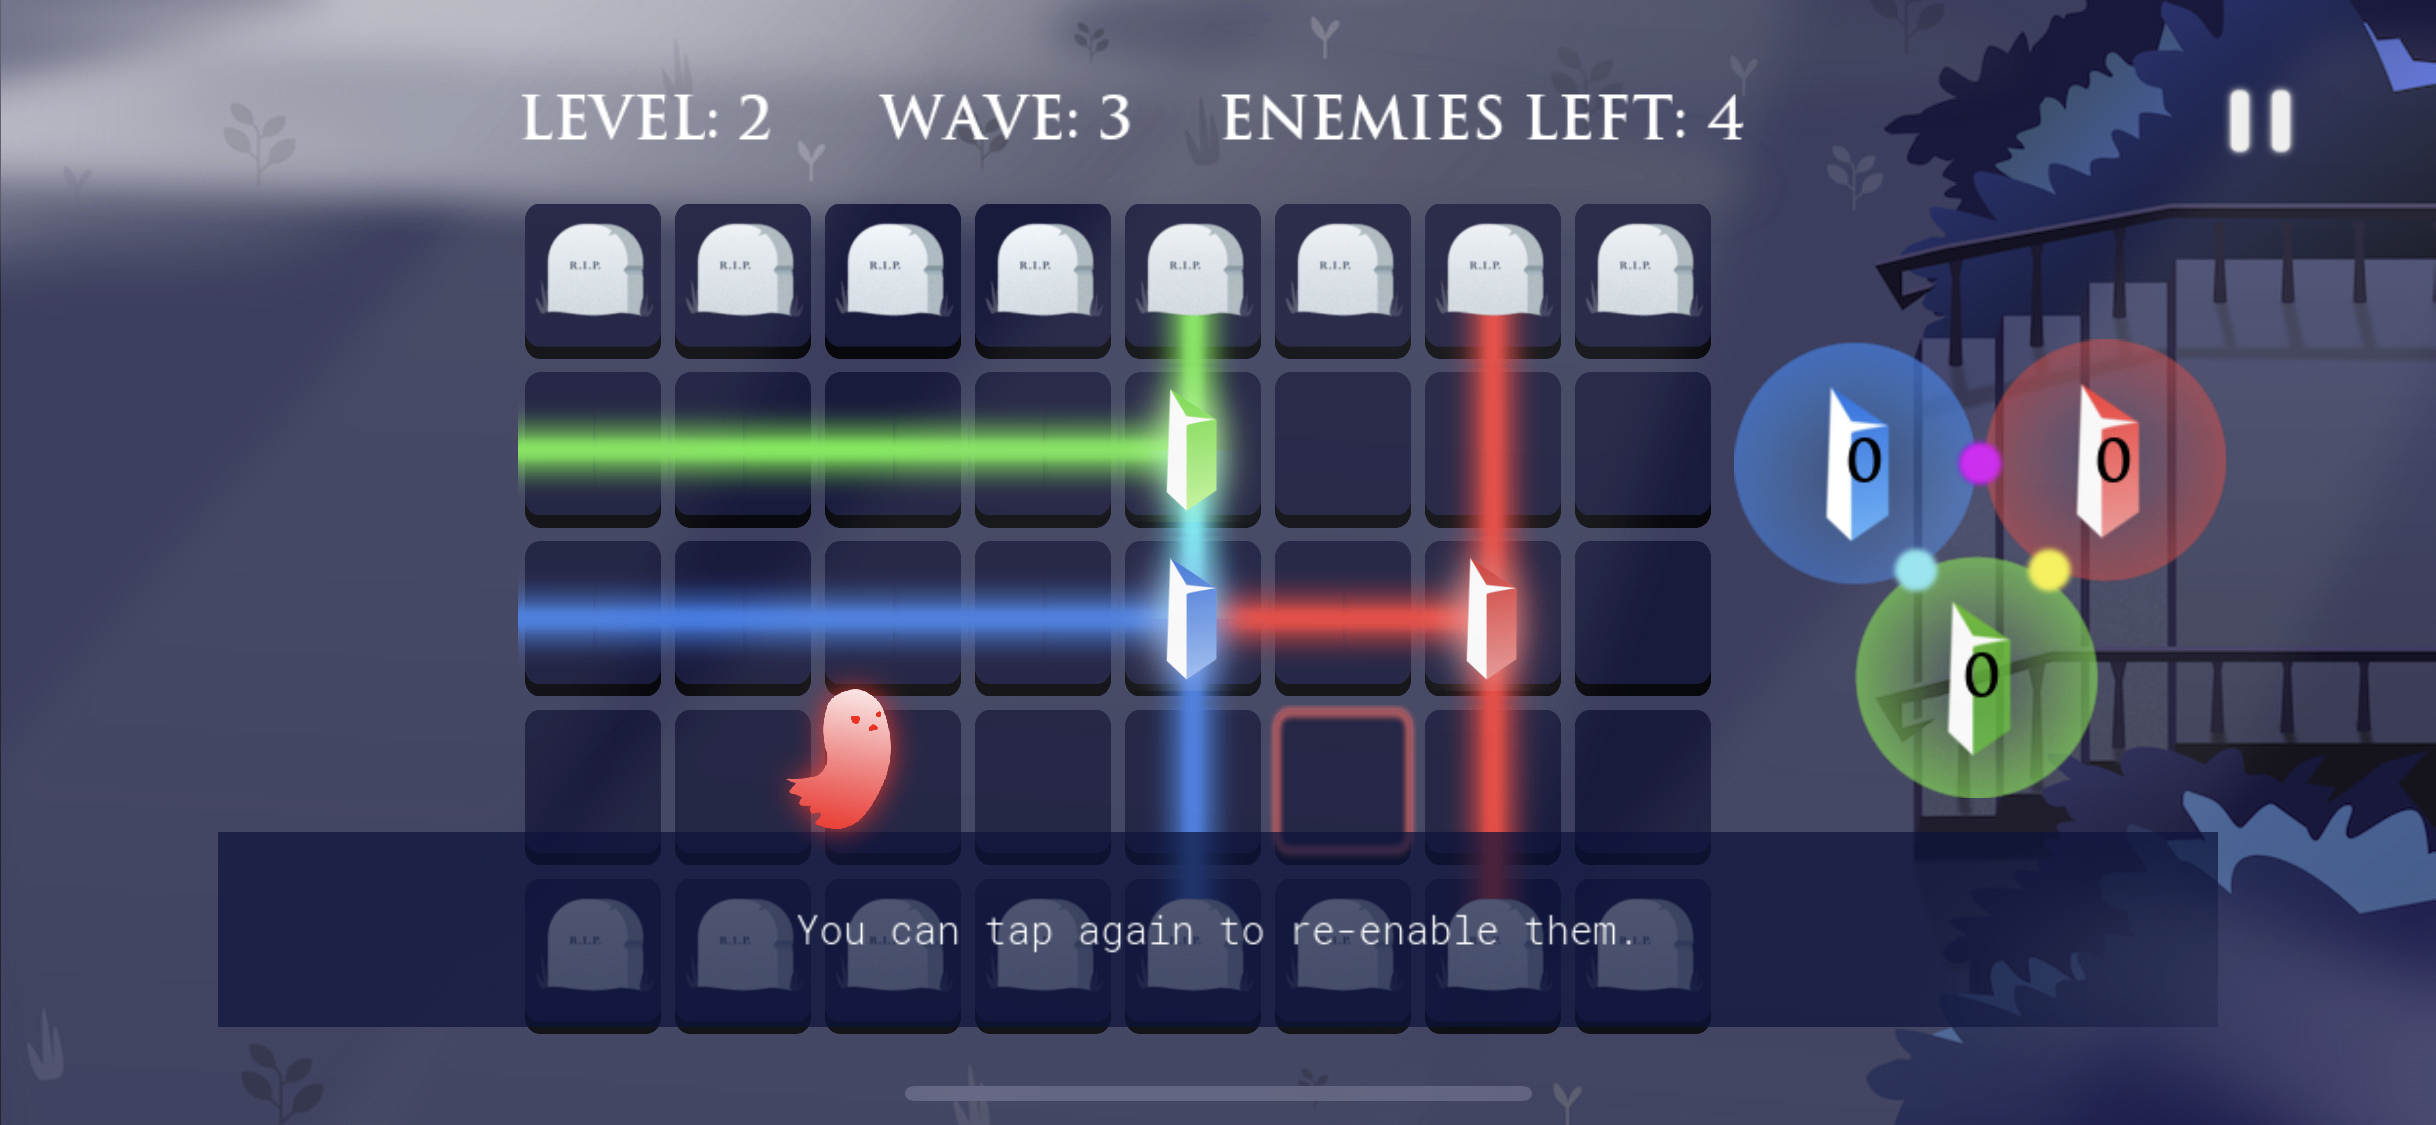 LEVEL: 2 WAVE: 3 ENEMIES LEFT: 4
R.I.P. R.I.P. R.I.P. R.I.P. R.I.P. R.I.P. R.I.P. R.I.P.
0 0
0
You can tap again to re-enable them.
R.I.P. R.I.P. R.I.P. R.I.P. R.I.P. R.I.P. R.I.P. R.I.P.